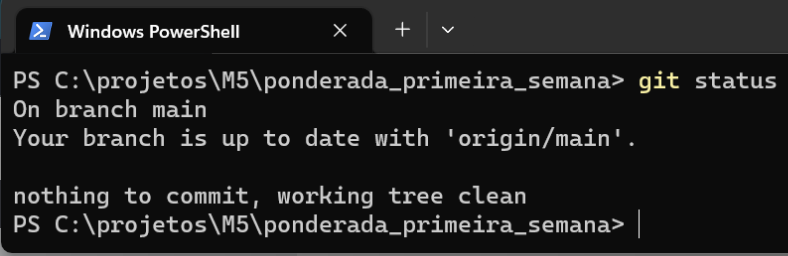 Windows PowerShell
PS C:\projetos\M5\ponderada_primeira_semana> git status
On branch main
Your branch is up to date with 'origin/main'.
nothing to commit, working tree clean
PS C:\projetos\M5\ponderada_primeira_semana>